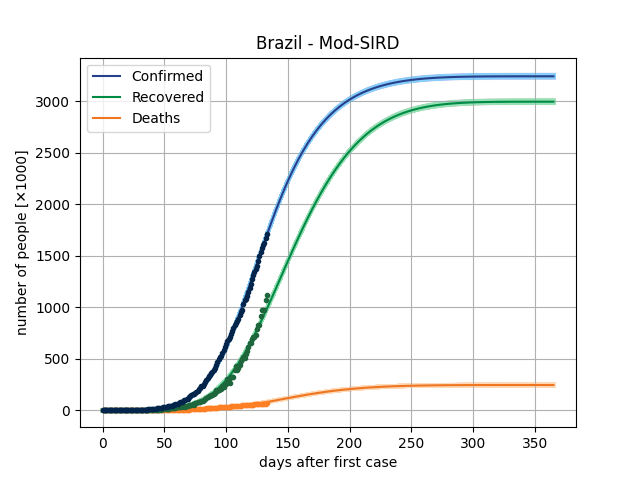 Brazil - Mod-SIRD
Confirmed
Recovered
Deaths
number of people [×1000]
3000
2500
2000
1500
1000
500
0
0 50 100 150 200 250 300 350
days after first case